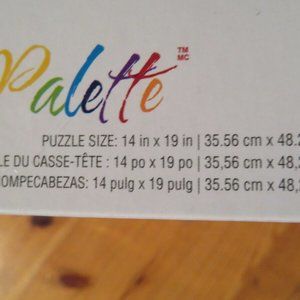 Palette TM MC
PUZZLE SIZE: 14 in x 19 in | 35.56 cm x 48.2
LE DU CASSE-TÊTE : 14 po x 19 po | 35,56 cm x 48,
OMPECABEZAS: 14 pulg x 19 pulg | 35,56 cm x 48,